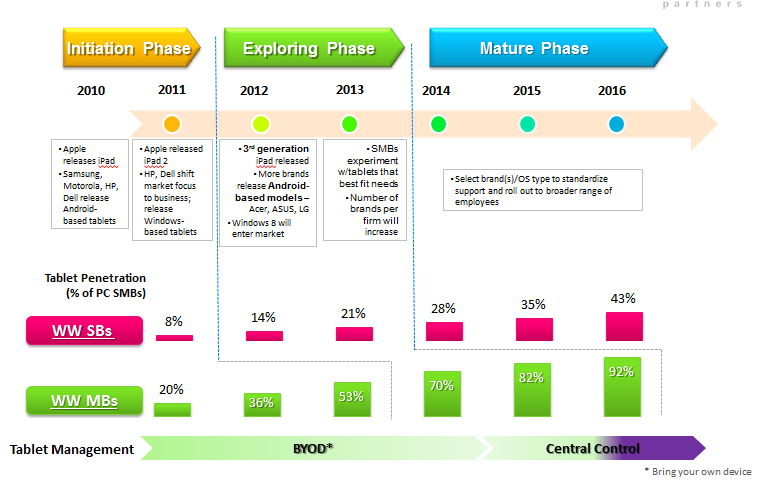 partners
Initiation Phase
Exploring Phase
Mature Phase
2010
2011
2012
2013
2014
2015
2016
•Apple
releases iPad
•Samsung,
Motorola, HP,
Dell release
Android-
based tablets
•Apple released
iPad 2
•HP, Dell shift
market focus
to business;
release
Windows-
based tablets
•3rd generation
iPad released
•More brands
release Android-
based models –
Acer, ASUS, LG
•Windows 8 will
enter market
•SMBs
experiment
w/tablets that
best fit needs
•Number of
brands per
firm will
increase
•Select brand(s)/OS type to standardize
support and roll out to broader range of
employees
Tablet Penetration
(% of PC SMBs)
WW SBs
8%
14%
21%
28%
35%
43%
WW MBs
20%
36%
53%
70%
82%
92%
Tablet Management
BYOD*
Central Control
* Bring your own device